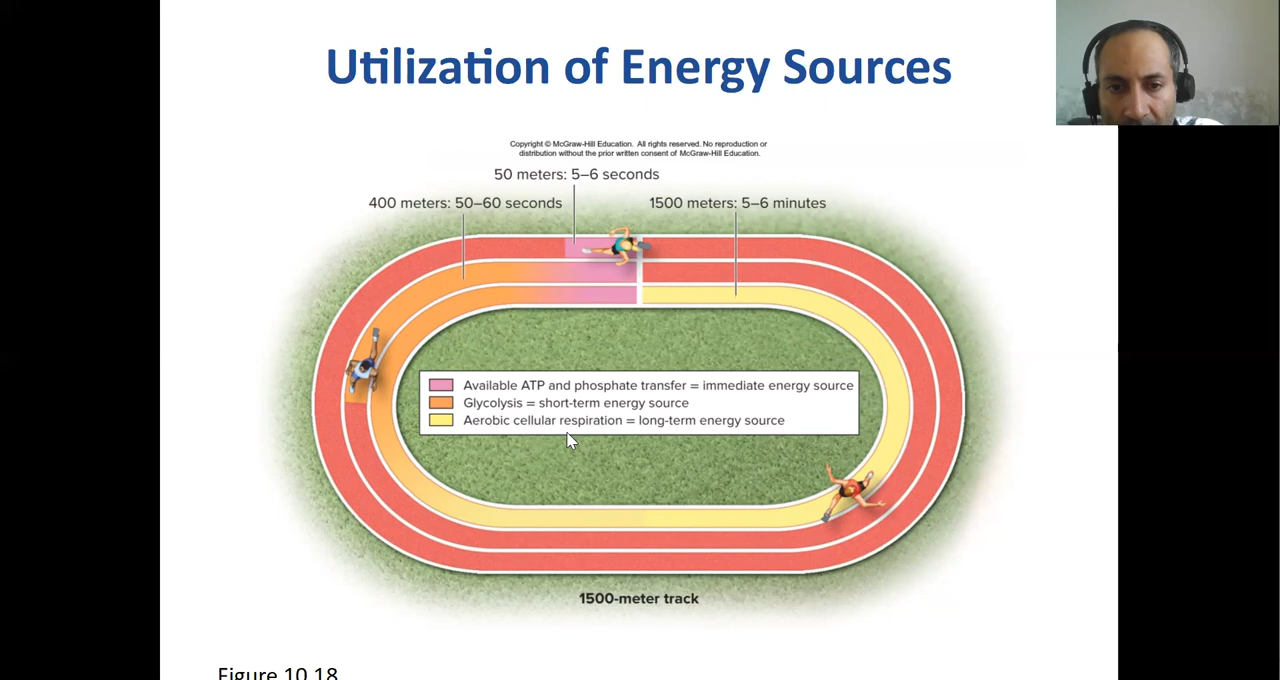 Utilization of Energy Sources
Copyright © McGraw-Hill Education. All rights reserved. No reproduction or
distribution without the prior written consent of McGraw-Hill Education.
50 meters: 5–6 seconds
400 meters: 50–60 seconds
1500 meters: 5–6 minutes
Available ATP and phosphate transfer = immediate energy source
Glycolysis = short-term energy source
Aerobic cellular respiration = long-term energy source
1500-meter track
Figure 10.18